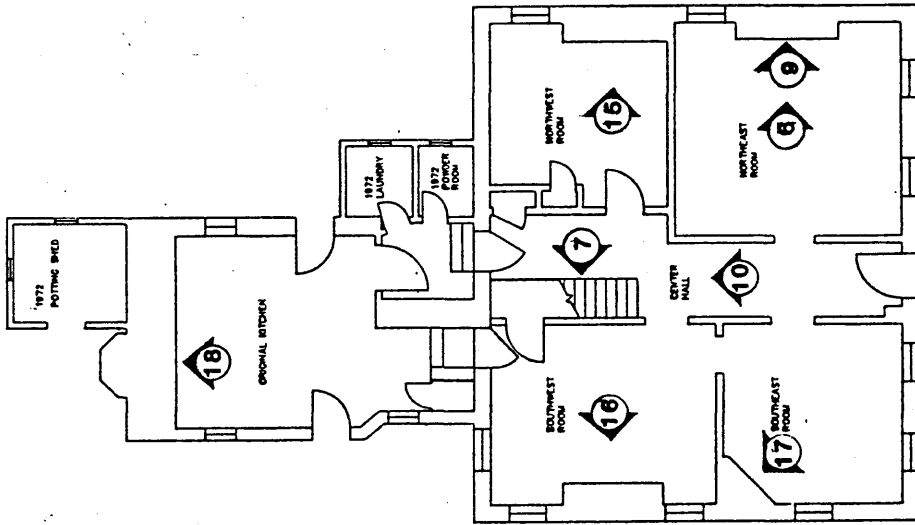 1972
POTTING SHED
ORIGINAL KITCHEN
18
1972
LAUNDRY
1972
POWDER
ROOM
NORTHWEST
ROOM
15
NORTHEAST
ROOM
6
9
7
CENTER
HALL
10
SOUTHWEST
ROOM
16
SOUTHEAST
ROOM
17